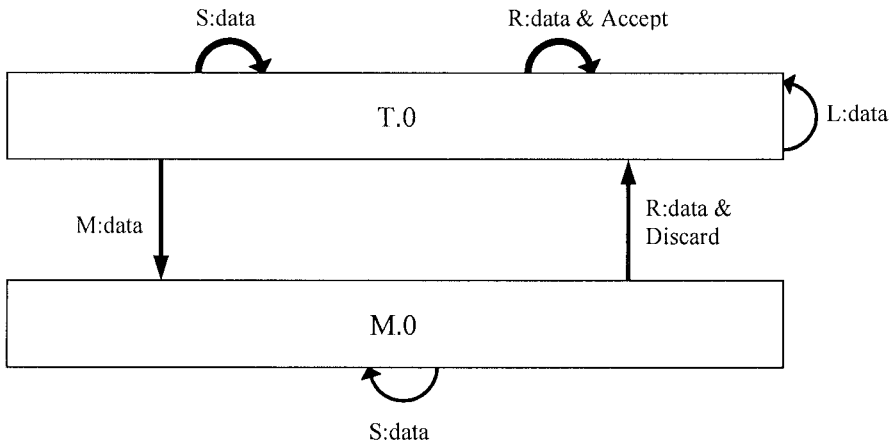 S:data
R:data & Accept
T.0
L:data
M:data
R:data &
Discard
M.0
S:data